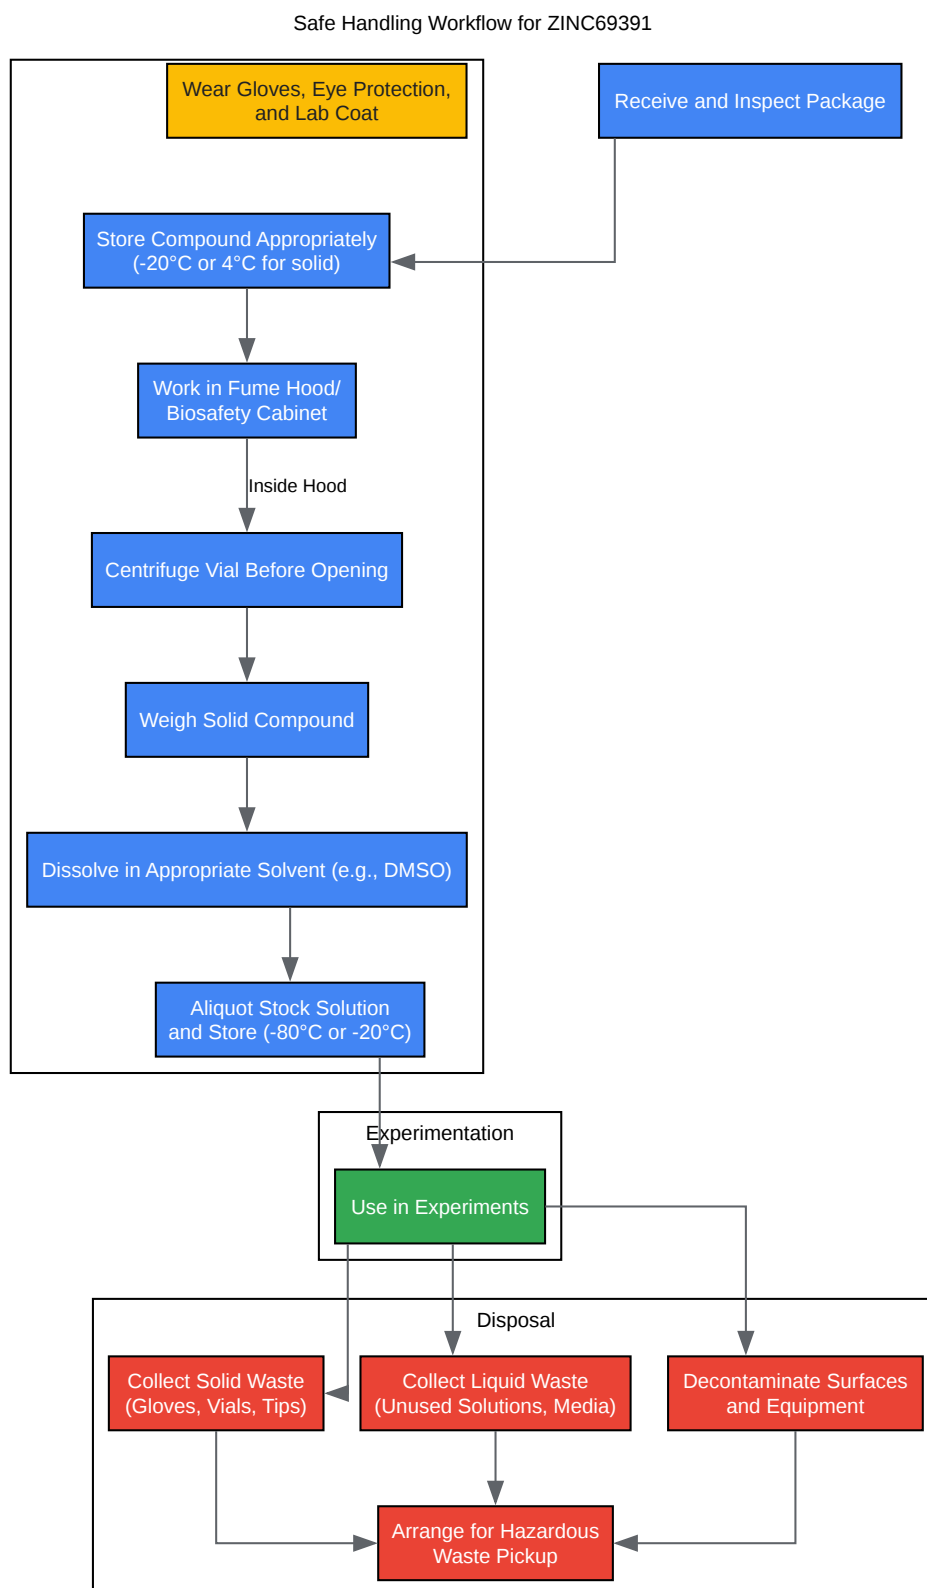 Safe Handling Workflow for ZINC69391
Wear Gloves, Eye Protection,
and Lab Coat
Receive and Inspect Package
Store Compound Appropriately
(-20°C or 4°C for solid)
Work in Fume Hood/
Biosafety Cabinet
Inside Hood
Centrifuge Vial Before Opening
Weigh Solid Compound
Dissolve in Appropriate Solvent (e.g., DMSO)
Aliquot Stock Solution
and Store (-80°C or -20°C)
Experimentation
Use in Experiments
Disposal
Collect Solid Waste
(Gloves, Vials, Tips)
Collect Liquid Waste
(Unused Solutions, Media)
Decontaminate Surfaces
and Equipment
Arrange for Hazardous
Waste Pickup